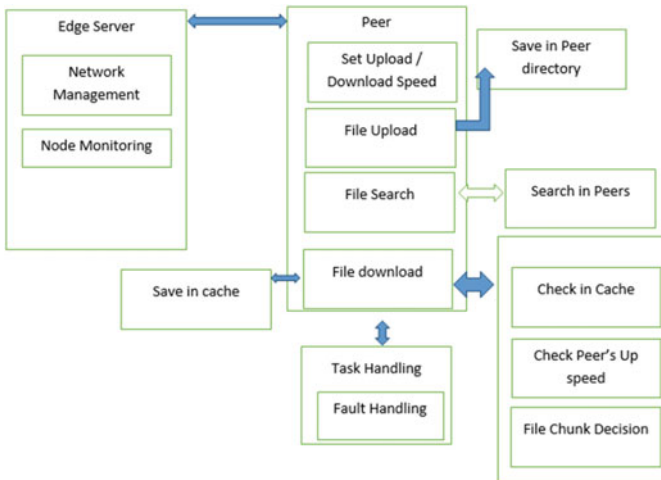 Edge Server
Network
Management
Node Monitoring
Peer
Set Upload /
Download Speed
File Upload
File Search
File download
Save in Peer
directory
Search in Peers
Save in cache
Check in Cache
Check Peer's Up
speed
File Chunk Decision
Task Handling
Fault Handling